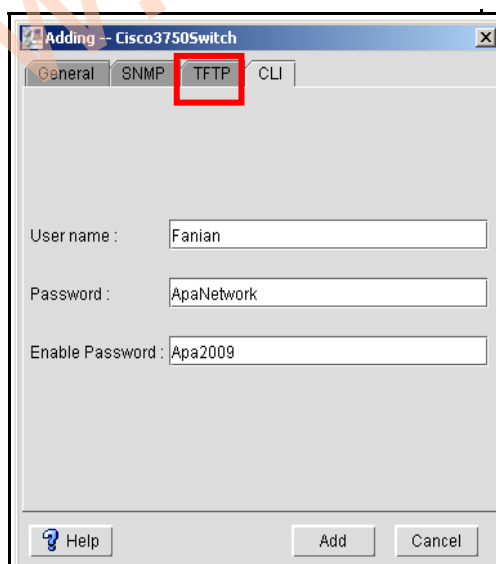 Adding -- Cisco3750Switch
General SNMP TFTP CLI
User name : Fanian
Password : ApaNetwork
Enable Password : Apa2009
Help Add Cancel